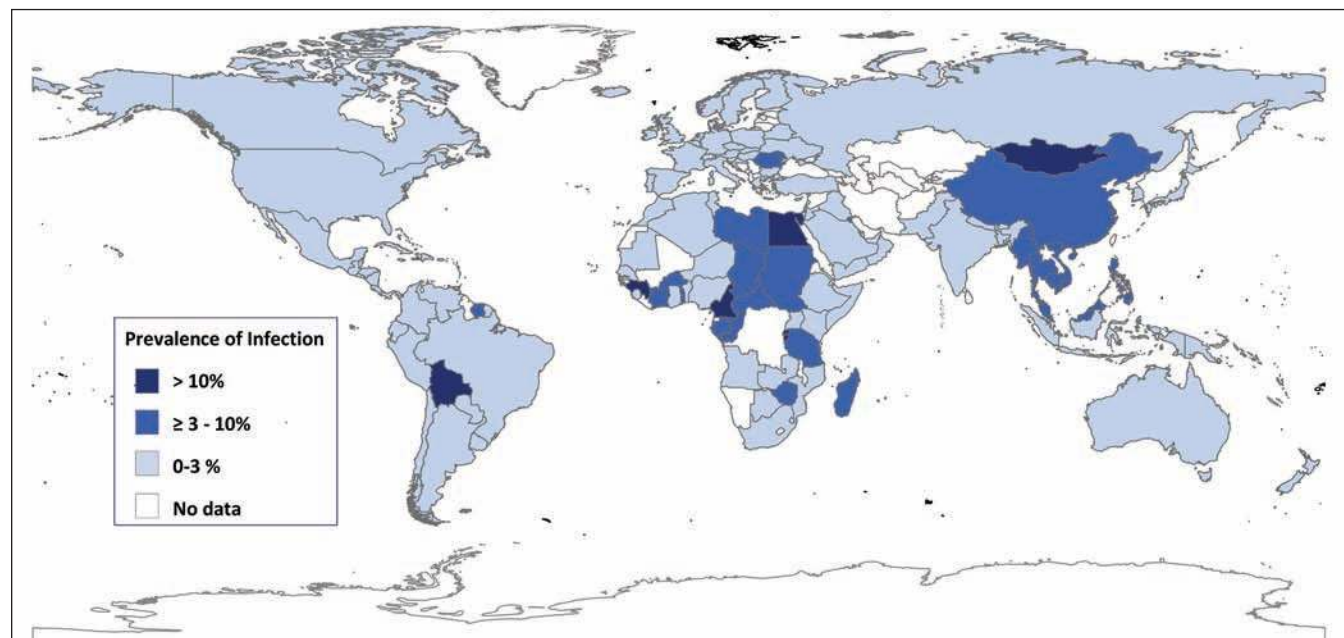 Prevalence of Infection
> 10%
≥ 3 - 10%
0-3 %
No data